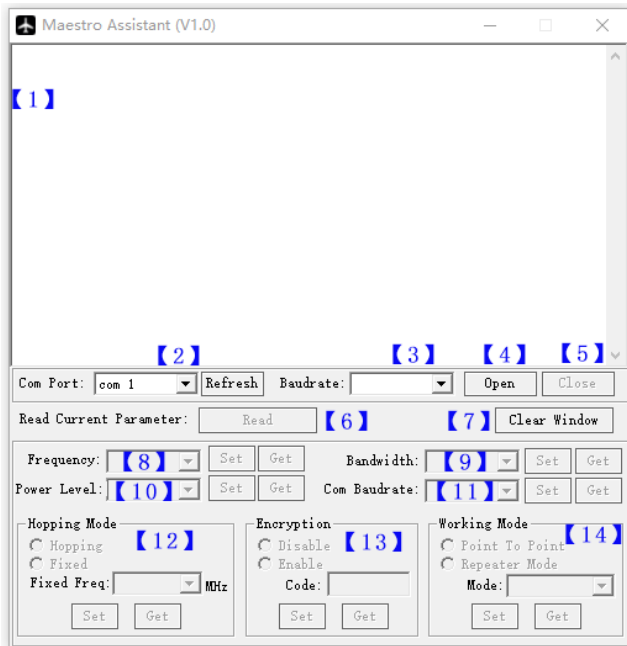 Maestro Assistant (V1.0)
【1】
【2】 【3】 【4】 【5】
Com Port: com 1 Refresh Baudrate: Open Close
Read Current Parameter: Read 【6】 【7】 Clear Window
Frequency: 【8】 Set Get Bandwidth: 【9】 Set Get
Power Level: 【10】 Set Get Com Baudrate: 【11】 Set Get
Hopping Mode 【12】
Hopping
Fixed
Fixed Freq: MHz
Set Get
Encryption
Disable 【13】
Enable
Code:
Set Get
Working Mode
Point To Point 【14】
Repeater Mode
Mode:
Set Get